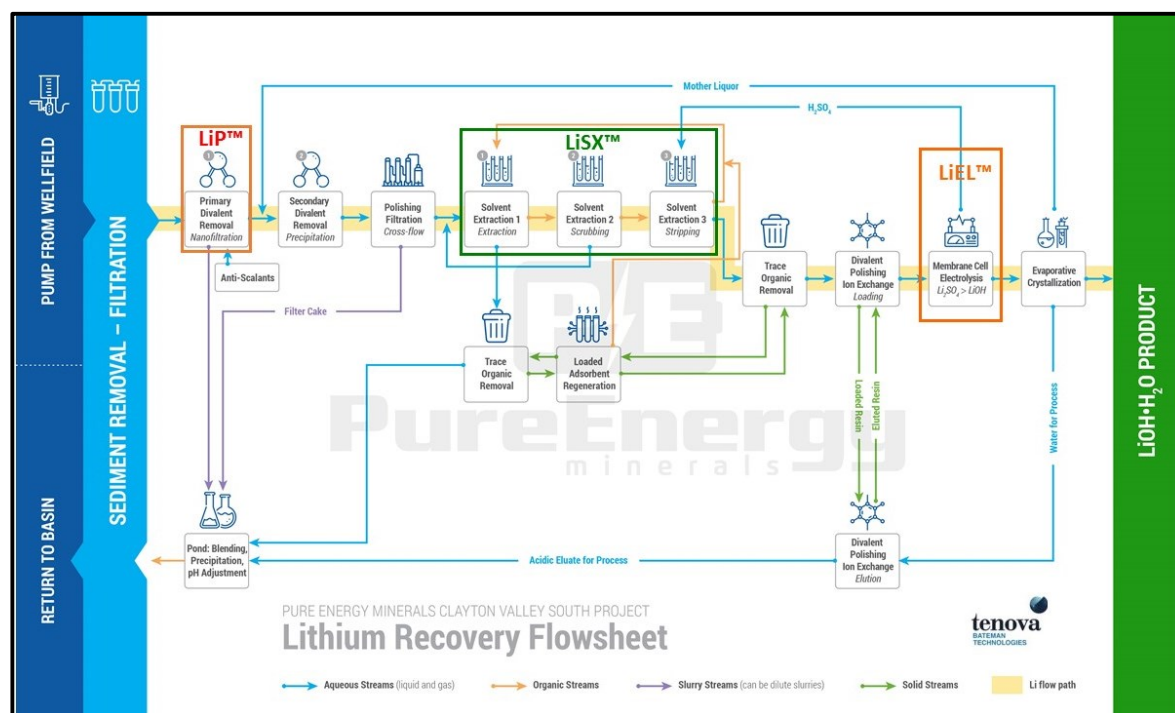 PUMP FROM WELLFIELD
RETURN TO BASIN
SEDIMENT REMOVAL – FILTRATION
Mother Liquor
H₂SO₄
LiP™
LiSX™
LiEL™
1
2
1
2
3
Primary
Divalent
Removal
Nanofiltration
Secondary
Divalent
Removal
Precipitation
Polishing
Filtration
Cross-flow
Solvent
Extraction 1
Extraction
Solvent
Extraction 2
Scrubbing
Solvent
Extraction 3
Stripping
Anti-Scalants
Trace
Organic
Removal
Divalent
Polishing
Ion Exchange
Loading
Membrane Cell
Electrolysis
Li₂SO₄ > LiOH
Evaporative
Crystallization
Filter Cake
Trace
Organic
Removal
Loaded
Adsorbent
Regeneration
P E
PureEnergy
minerals
Loaded Resin
Eluted Resin
Water for Process
Pond: Blending,
Precipitation,
pH Adjustment
Acidic Eluate for Process
Divalent
Polishing
Ion Exchange
Elution
LiOH•H₂O PRODUCT
PURE ENERGY MINERALS CLAYTON VALLEY SOUTH PROJECT
Lithium Recovery Flowsheet
tenova
BATEMAN
TECHNOLOGIES
Aqueous Streams (liquid and gas)
Organic Streams
Slurry Streams (can be dilute slurries)
Solid Streams
Li flow path